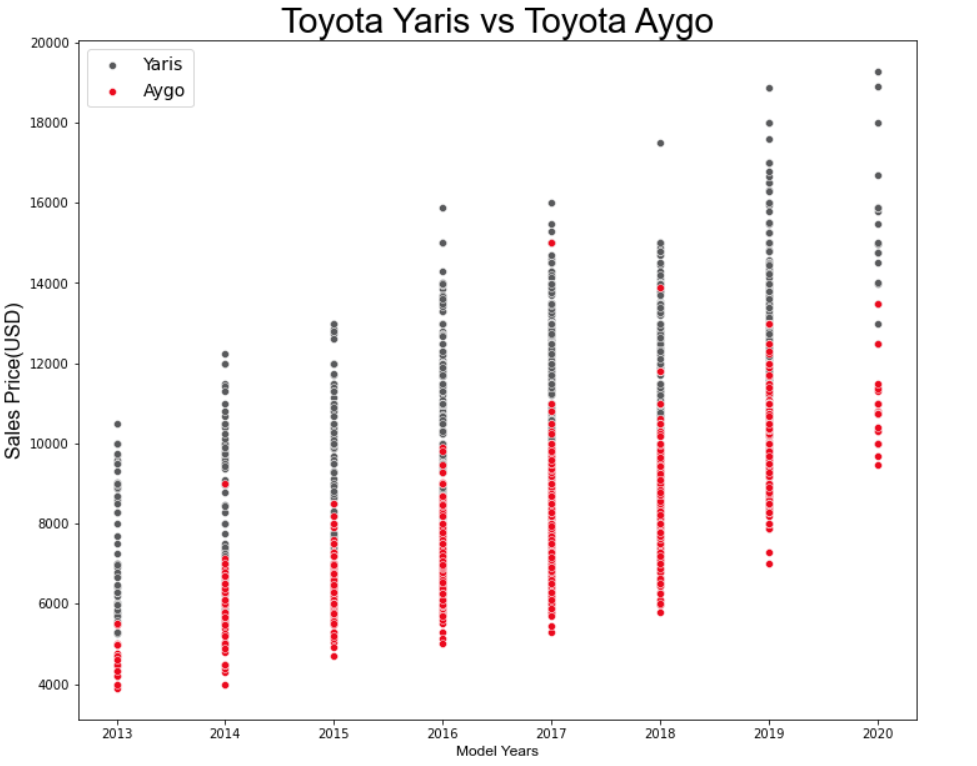 Toyota Yaris vs Toyota Aygo
Yaris
Aygo
Sales Price(USD)
20000
18000
16000
14000
12000
10000
8000
6000
4000
2013 2014 2015 2016 2017 2018 2019 2020
Model Years